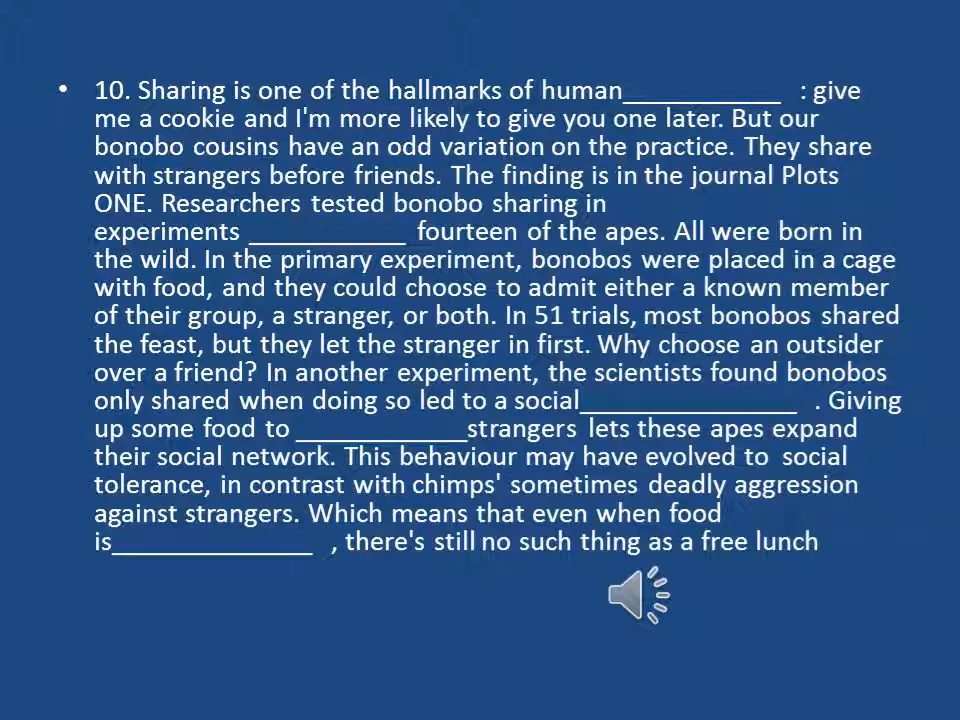 • 10. Sharing is one of the hallmarks of human___________ : give
me a cookie and I'm more likely to give you one later. But our
bonobo cousins have an odd variation on the practice. They share
with strangers before friends. The finding is in the journal Plots
ONE. Researchers tested bonobo sharing in
experiments ___________ fourteen of the apes. All were born in
the wild. In the primary experiment, bonobos were placed in a cage
with food, and they could choose to admit either a known member
of their group, a stranger, or both. In 51 trials, most bonobos shared
the feast, but they let the stranger in first. Why choose an outsider
over a friend? In another experiment, the scientists found bonobos
only shared when doing so led to a social_______________ . Giving
up some food to ____________strangers lets these apes expand
their social network. This behaviour may have evolved to social
tolerance, in contrast with chimps' sometimes deadly aggression
against strangers. Which means that even when food
is______________ , there's still no such thing as a free lunch